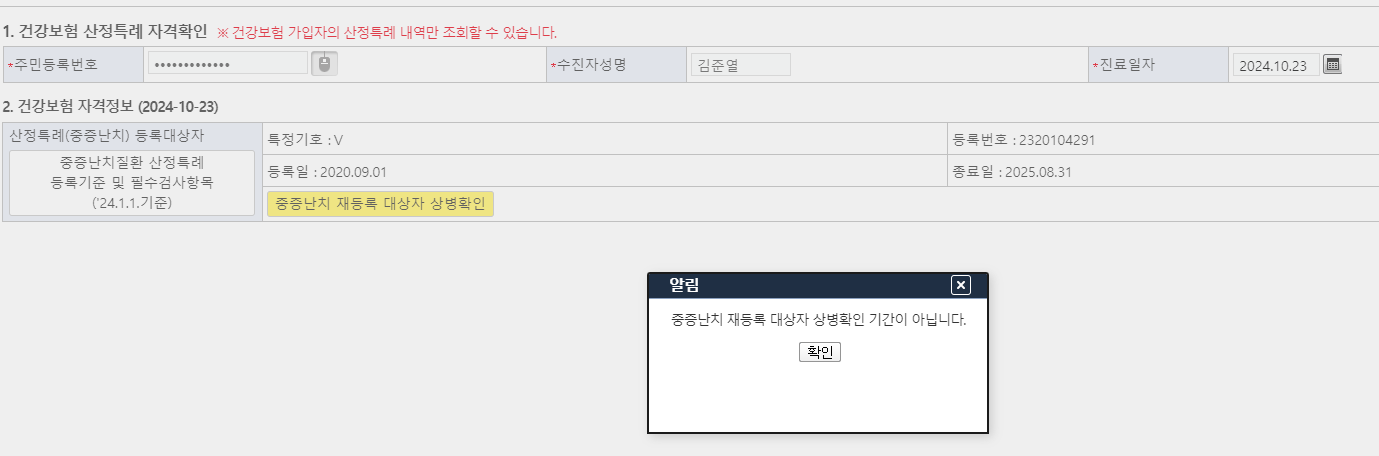 1. 건강보험 산정특례 자격확인 ※ 건강보험 가입자의 산정특례 내역만 조회할 수 있습니다.
*주민등록번호 ••••••••••••• *수진자성명 김준열 *진료일자 2024.10.23
2. 건강보험 자격정보 (2024-10-23)
산정특례(중증난치) 등록대상자
중증난치질환 산정특례
등록기준 및 필수검사항목
('24.1.1.기준)
특정기호 : V
등록번호 : 2320104291
등록일 : 2020.09.01
종료일 : 2025.08.31
중증난치 재등록 대상자 상병확인
알림
중증난치 재등록 대상자 상병확인 기간이 아닙니다.
확인